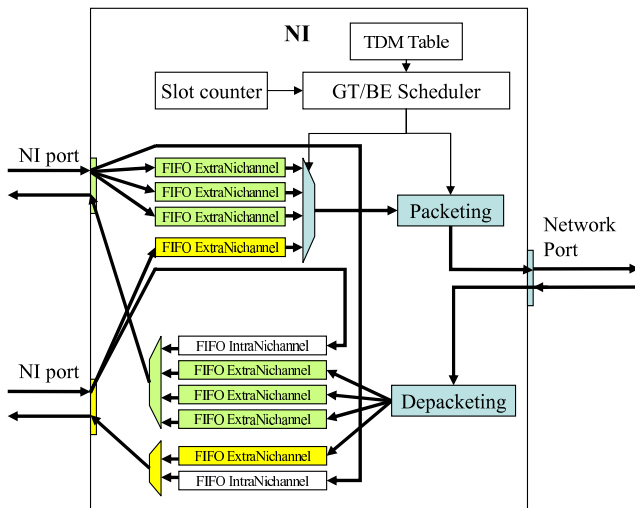 NI
TDM Table
Slot counter
GT/BE Scheduler
NI port
FIFO ExtraNichannel
FIFO ExtraNichannel
FIFO ExtraNichannel
Packeting
Network
Port
FIFO ExtraNichannel
FIFO IntraNichannel
NI port
FIFO ExtraNichannel
FIFO ExtraNichannel
Depacketing
FIFO ExtraNichannel
FIFO ExtraNichannel
FIFO IntraNichannel